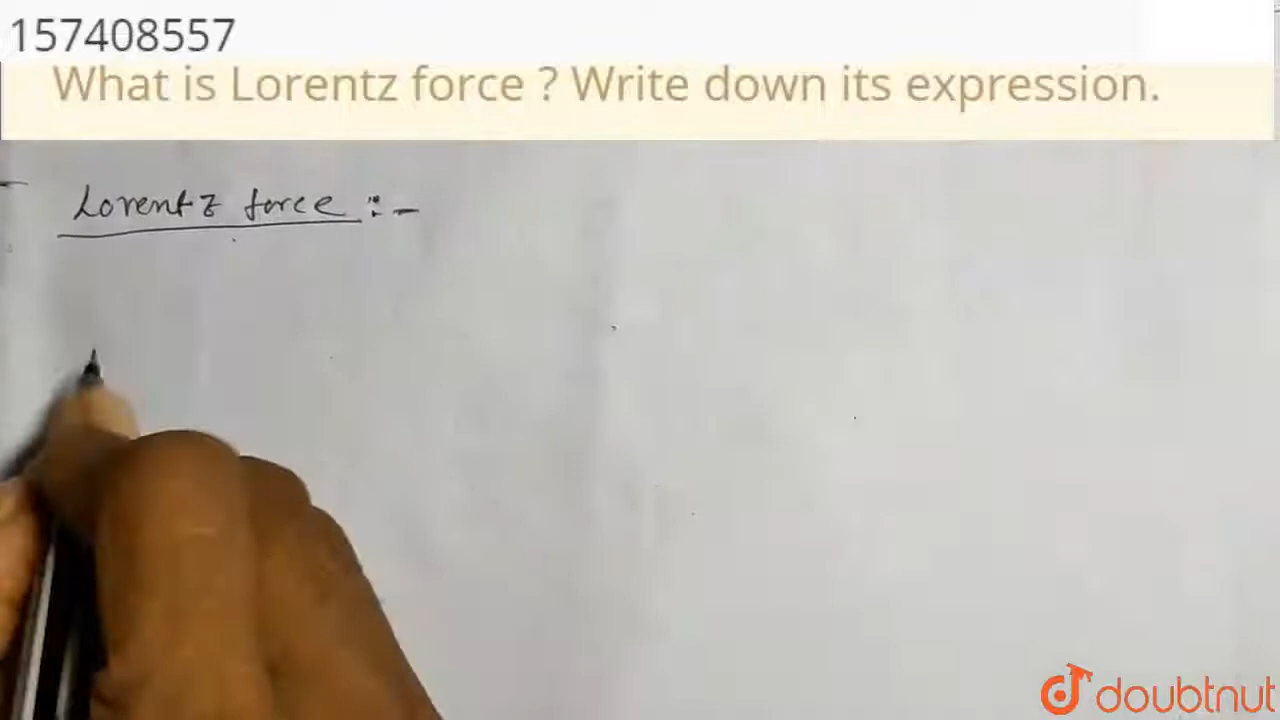 157408557
What is Lorentz force ? Write down its expression.
Lorentz force :-
doubtnut